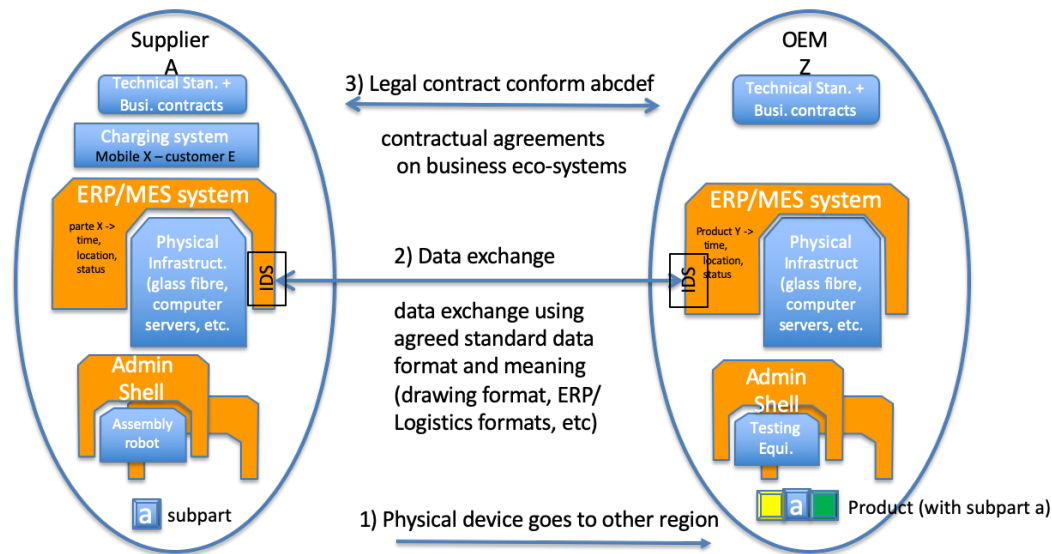 Supplier
A
Technical Stan. +
Busi. contracts
Charging system
Mobile X – customer E
ERP/MES system
parte X ->
time,
location,
status
Physical
Infrastruct.
(glass fibre,
computer
servers, etc.
IDS
Admin
Shell
Assembly
robot
a
subpart
3) Legal contract conform abcdef
contractual agreements
on business eco-systems
2) Data exchange
data exchange using
agreed standard data
format and meaning
(drawing format, ERP/
Logistics formats, etc)
1) Physical device goes to other region
OEM
Z
Technical Stan. +
Busi. contracts
ERP/MES system
Product Y ->
time,
location,
status
IDS
Physical
Infrastruct
(glass fibre,
computer
servers, etc.
Admin
Shell
Testing
Equi.
a
Product (with subpart a)